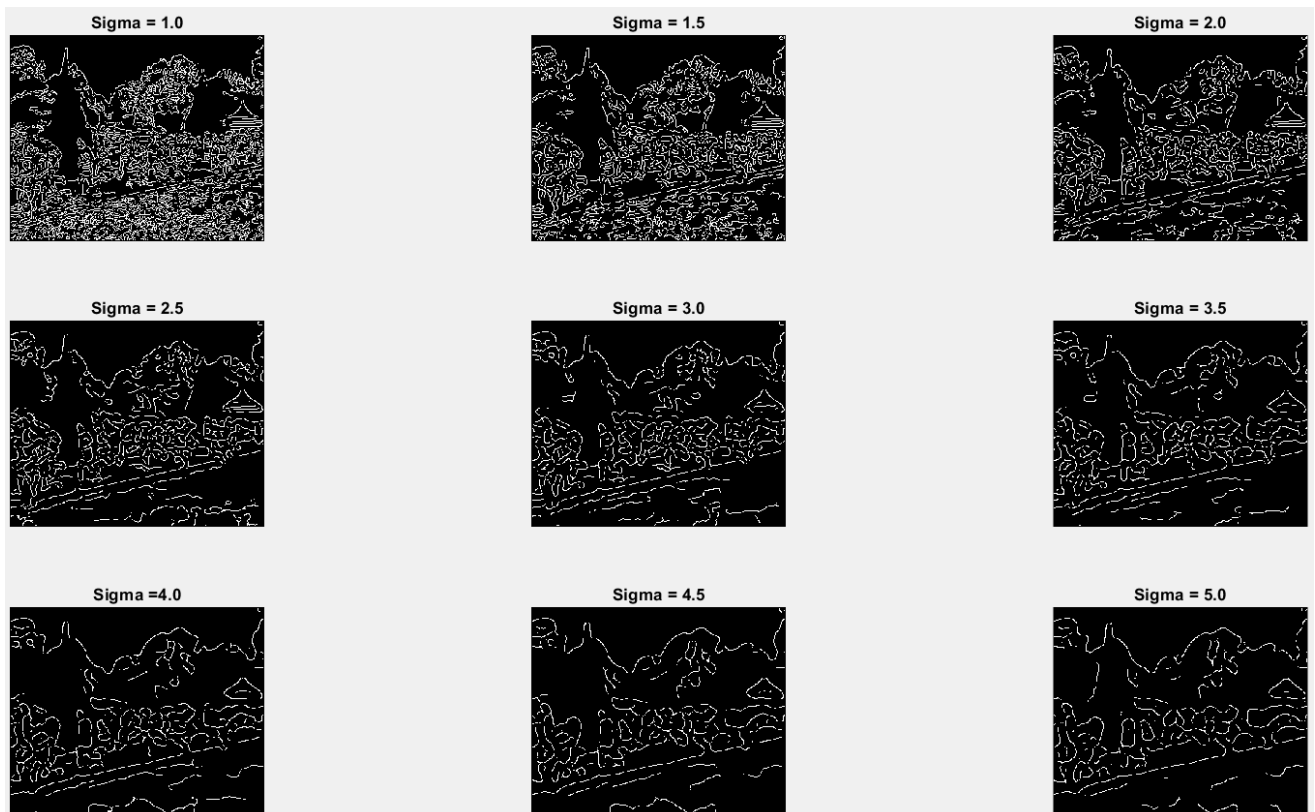 Sigma = 1.0
Sigma = 1.5
Sigma = 2.0
Sigma = 2.5
Sigma = 3.0
Sigma = 3.5
Sigma =4.0
Sigma = 4.5
Sigma = 5.0